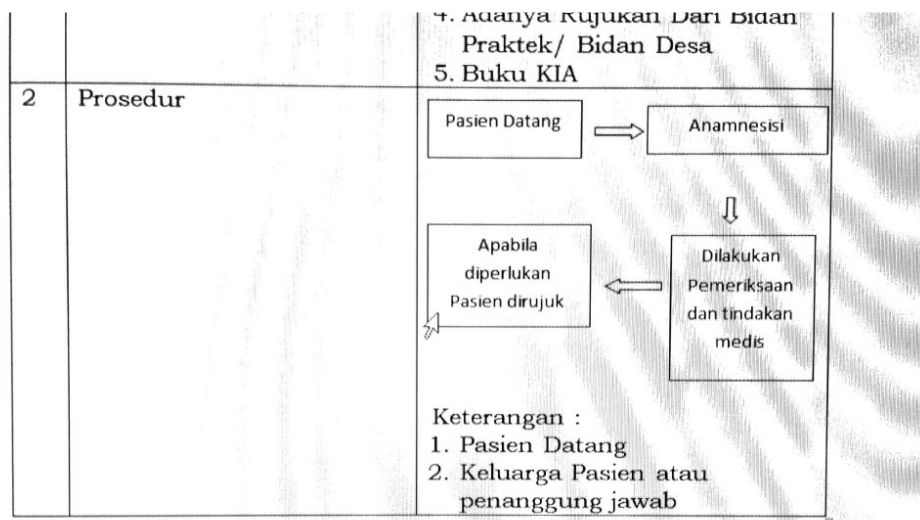 4. Adanya Rujukan Dari Bidan
Praktek/ Bidan Desa
5. Buku KIA
2 Prosedur
Pasien Datang
Anamnesisi
Dilakukan
Pemeriksaan
dan tindakan
medis
Apabila
diperlukan
Pasien dirujuk
Keterangan :
1. Pasien Datang
2. Keluarga Pasien atau
penanggung jawab